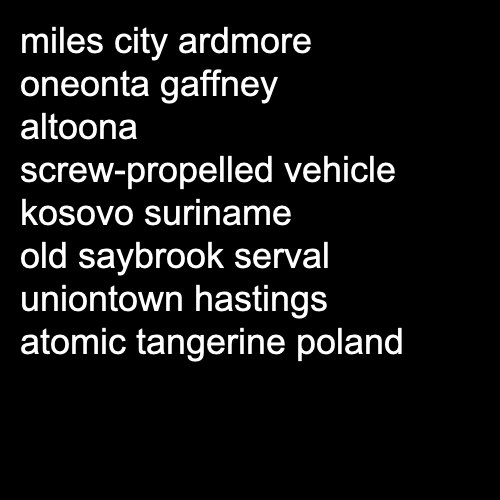 miles city ardmore
oneonta gaffney
altoona
screw-propelled vehicle
kosovo suriname
old saybrook serval
uniontown hastings
atomic tangerine poland